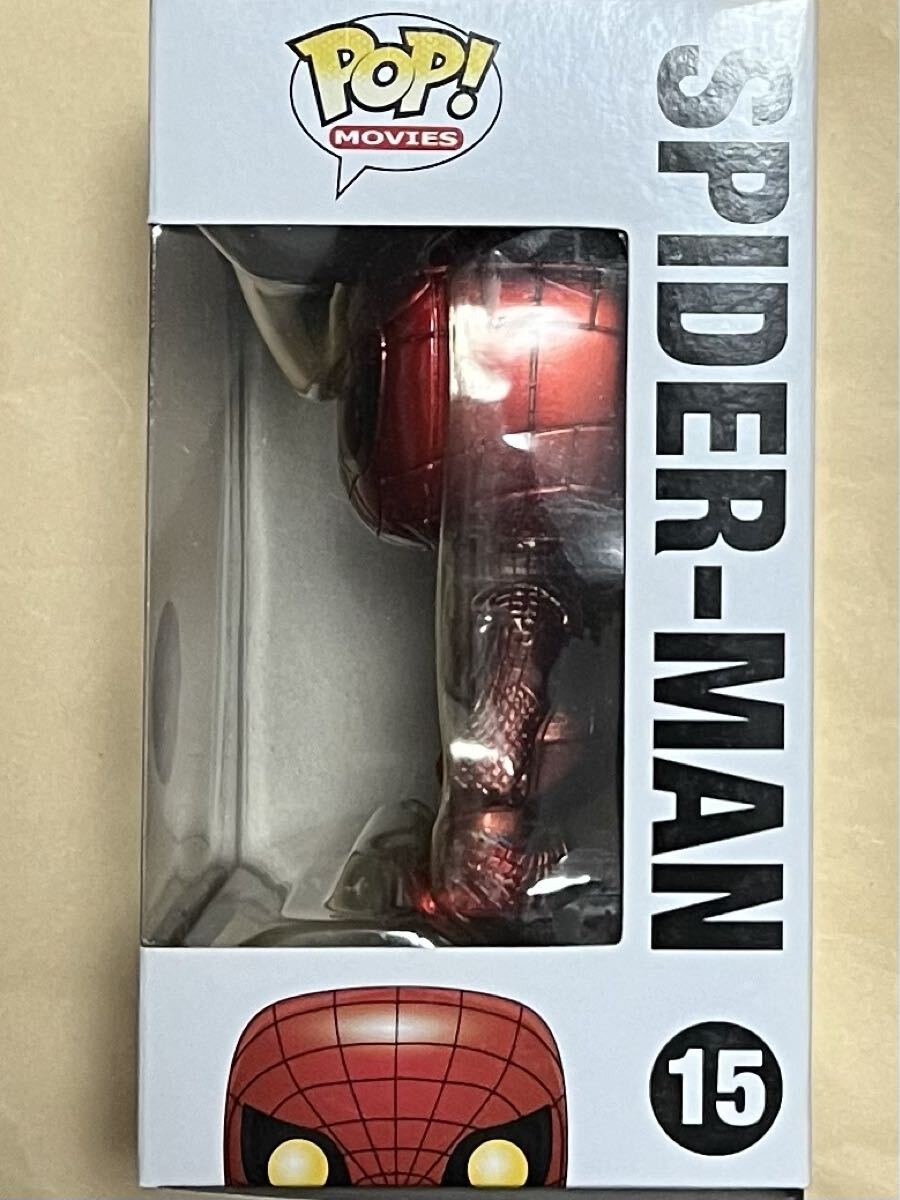 POP!
MOVIES
SPIDER-MAN
15